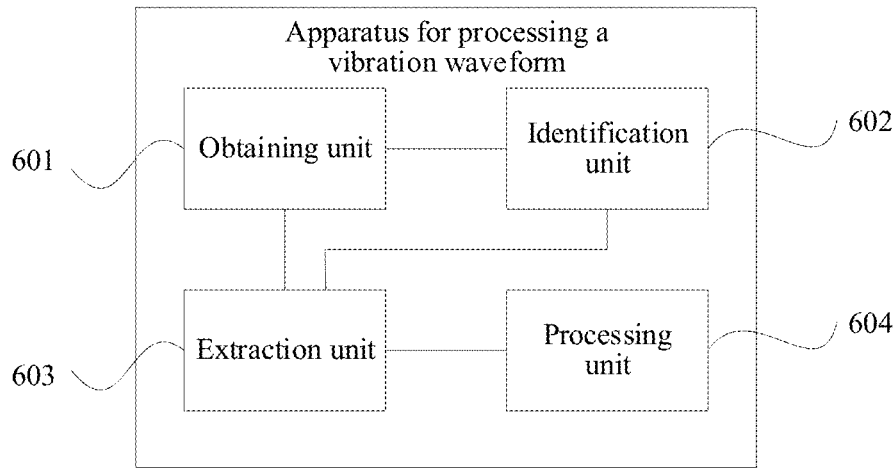 Apparatus for processing a
vibration waveform
601
Obtaining unit
Identification
unit
602
603
Extraction unit
Processing
unit
604